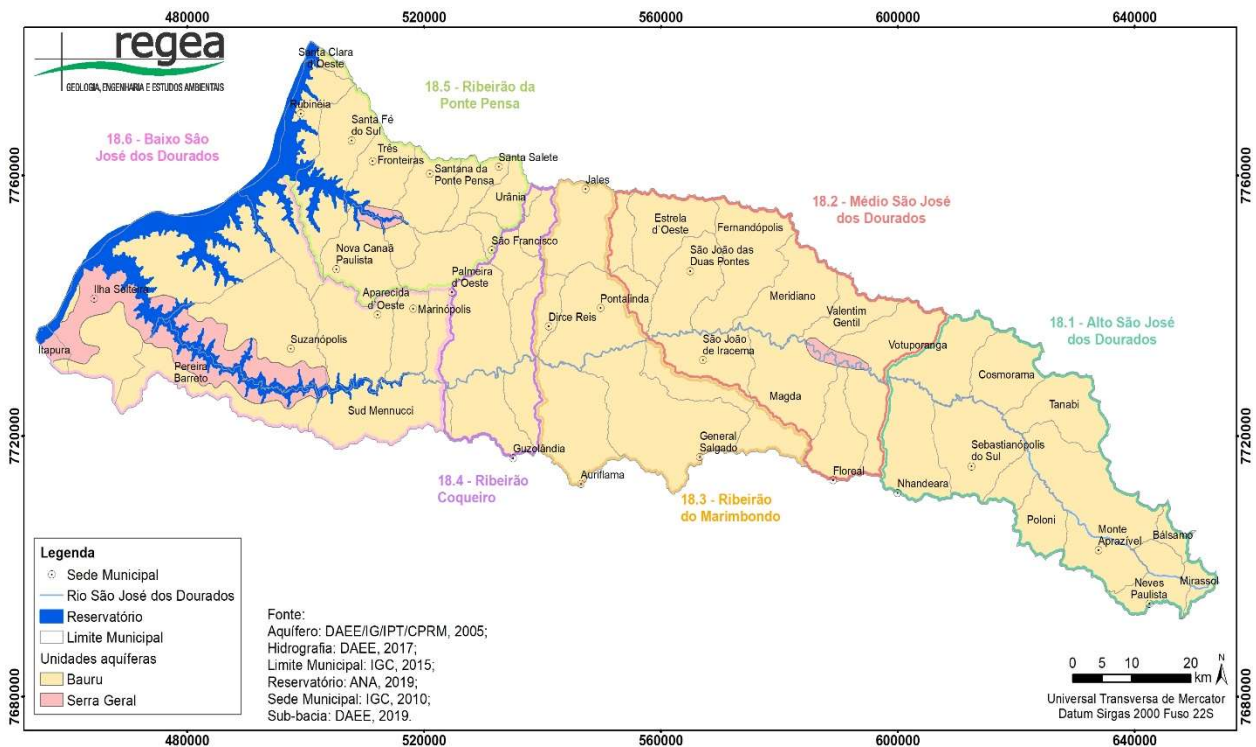 480000
520000
560000
600000
640000
regea
GEOLOGIA, ENGENHARIA E ESTUDOS AMBIENTAIS
7760000
7720000
7680000
7760000
7720000
7680000
18.5 - Ribeirão da
Ponte Pensa
18.6 - Baixo São
José dos Dourados
18.2 - Médio São José
dos Dourados
18.1 - Alto São José
dos Dourados
18.4 - Ribeirão
Coqueiro
18.3 - Ribeirão
do Marimbondo
Santa Clara
d'Oeste
Rubinéia
Santa Fé
do Sul
Três
Fronteiras
Santana da
Ponte Pensa
Santa Salete
Urânia
Jales
São Francisco
Nova Canaã
Paulista
Palmeira
d'Oeste
Aparecida
d'Oeste
Marinópolis
Ilha Solteira
Itapura
Pereira
Barreto
Suzanápolis
Sud Mennucci
Guzolândia
Dirce Reis
Pontalinda
Auriflama
General
Salgado
Estrela
d'Oeste
Fernandópolis
São João das
Duas Pontes
Meridiano
Valentim
Gentil
São João
de Iracema
Magda
Floreal
Votuporanga
Cosmorama
Tanabi
Sebastianópolis
do Sul
Nhandeara
Poloni
Monte
Aprazível
Bálsamo
Neves
Paulista
Mirassol
Legenda
Sede Municipal
Rio São José dos Dourados
Reservatório
Limite Municipal
Unidades aquíferas
Bauru
Serra Geral
Fonte:
Aquífero: DAEE/IG/IPT/CPRM, 2005;
Hidrografia: DAEE, 2017;
Limite Municipal: IGC, 2015;
Reservatório: ANA, 2019;
Sede Municipal: IGC, 2010;
Sub-bacia: DAEE, 2019.
0 5 10 20
km
N
Universal Transversa de Mercator
Datum Sirgas 2000 Fuso 22S
480000
520000
560000
600000
640000